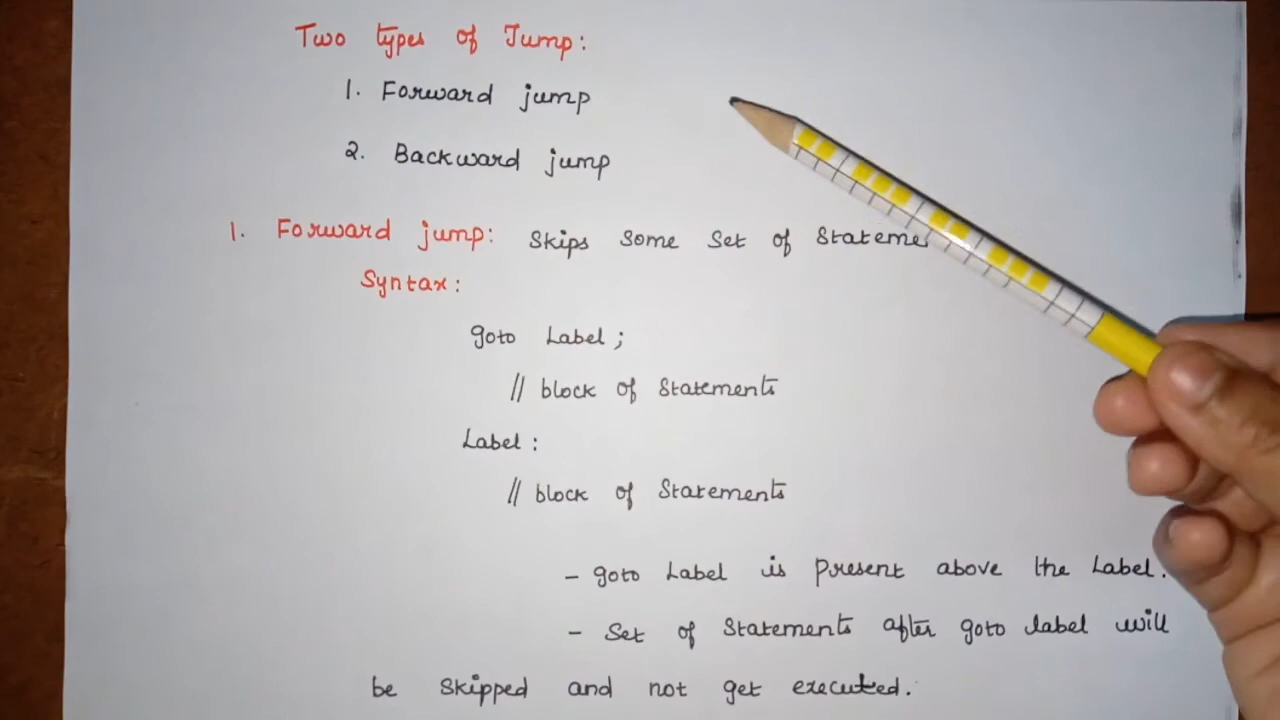 Two types of Jump:
1. Forward jump
2. Backward jump
1. Forward jump: Skips Some Set of
Syntax:
goto Label;
// block of Statements
Label:
// block of Statements
- goto Label is present above the Label.
- Set of Statements after goto label will
be Skipped and not get executed.